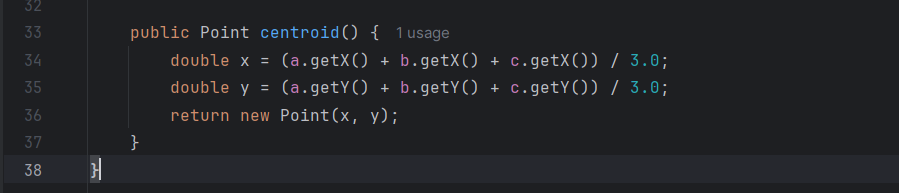 32
33 public Point centroid() { 1 usage
34 double x = (a.getX() + b.getX() + c.getX()) / 3.0;
35 double y = (a.getY() + b.getY() + c.getY()) / 3.0;
36 return new Point(x, y);
37 }
38 }